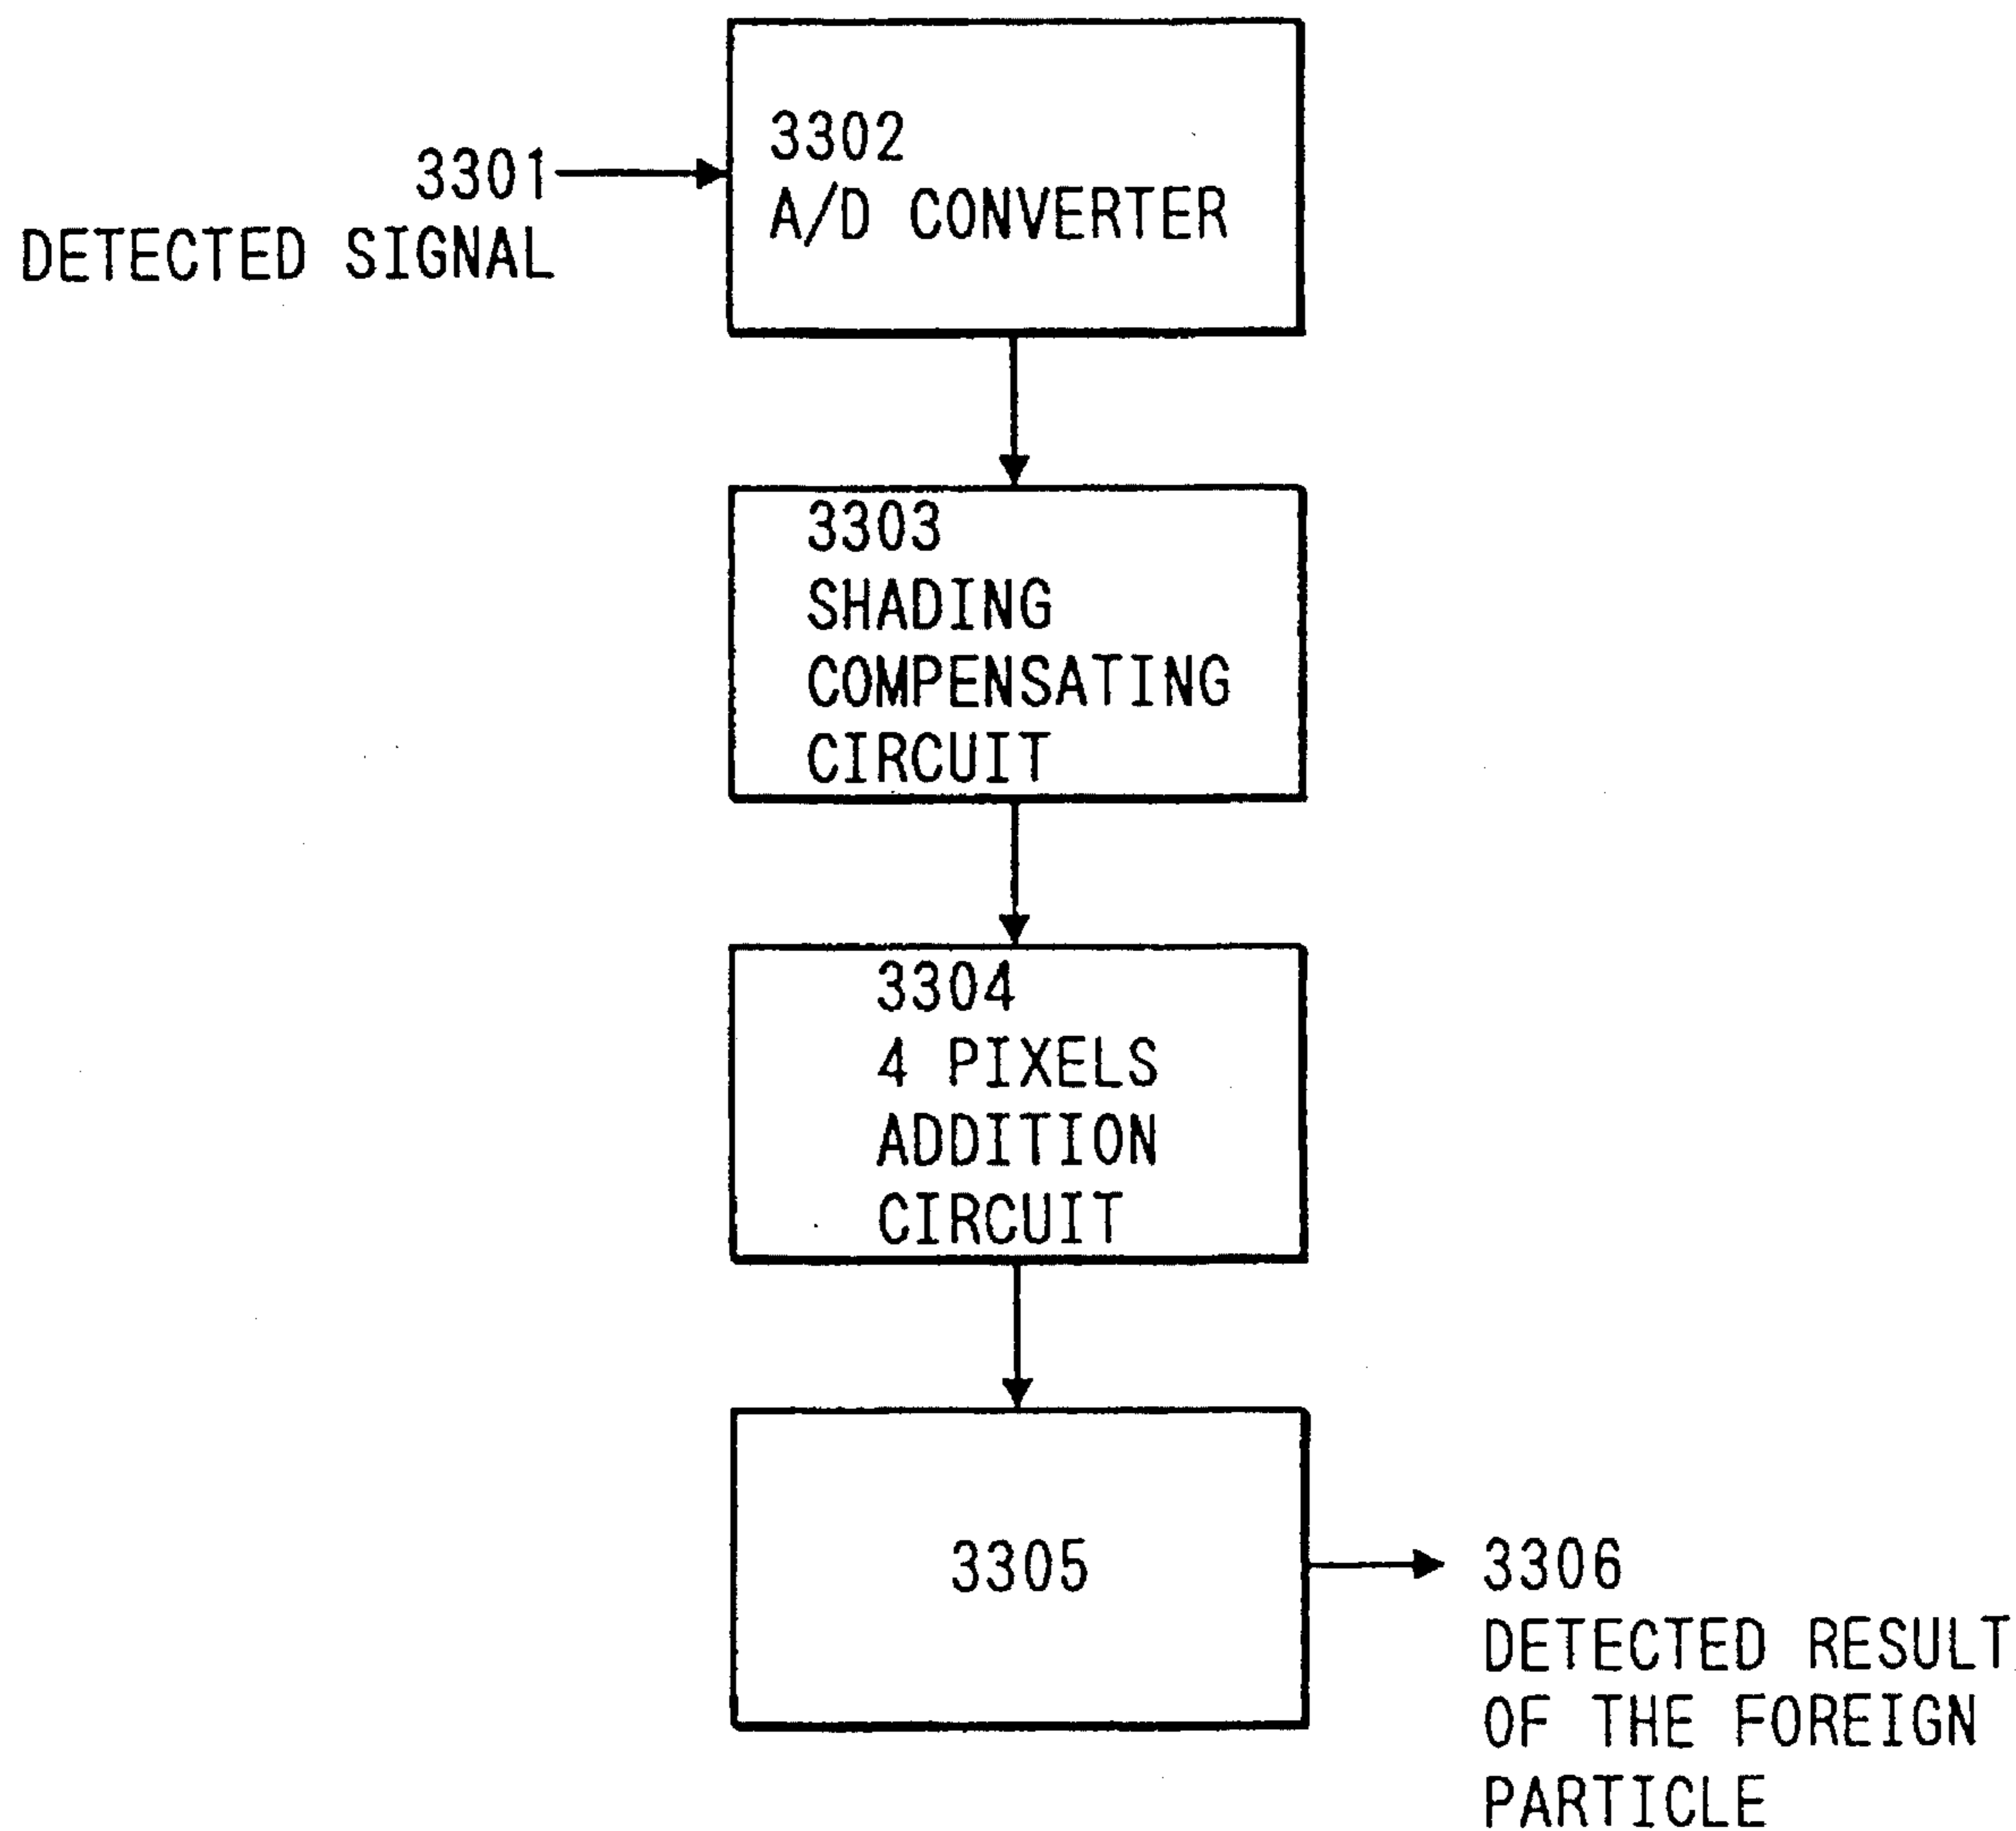 3301
DETECTED SIGNAL
3302
A/D CONVERTER
3303
SHADING
COMPENSATING
CIRCUIT
3304
4 PIXELS
ADDITION
CIRCUIT
3305
3306
DETECTED RESULT
OF THE FOREIGN
PARTICLE